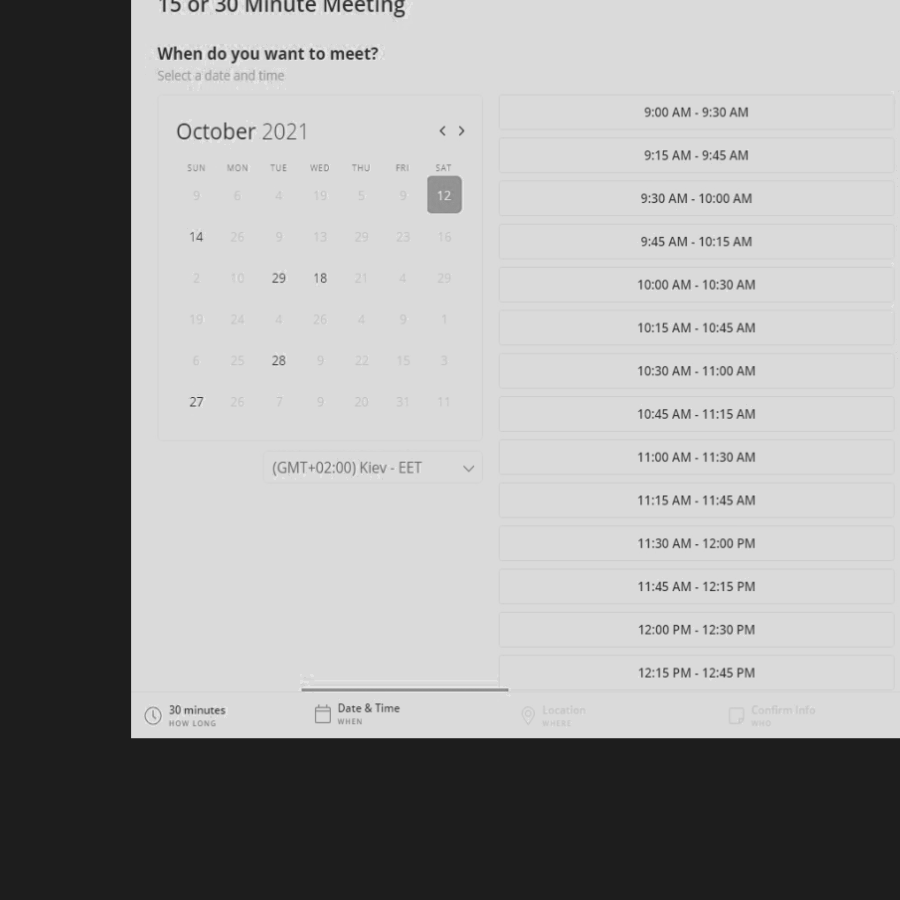 15 or 30 Minute Meeting
When do you want to meet?
Select a date and time
October 2021
SUN MON TUE WED THU FRI SAT
9 6 4 19 5 9 12
14 26 9 13 29 23 16
2 10 29 18 21 4 29
19 24 4 26 4 9 1
6 25 28 9 22 15 3
27 26 7 9 20 31 11
(GMT+02:00) Kiev - EET
9:00 AM - 9:30 AM
9:15 AM - 9:45 AM
9:30 AM - 10:00 AM
9:45 AM - 10:15 AM
10:00 AM - 10:30 AM
10:15 AM - 10:45 AM
10:30 AM - 11:00 AM
10:45 AM - 11:15 AM
11:00 AM - 11:30 AM
11:15 AM - 11:45 AM
11:30 AM - 12:00 PM
11:45 AM - 12:15 PM
12:00 PM - 12:30 PM
12:15 PM - 12:45 PM
30 minutes
HOW LONG
Date & Time
WHEN
Location
WHERE
Confirm Info
WHO